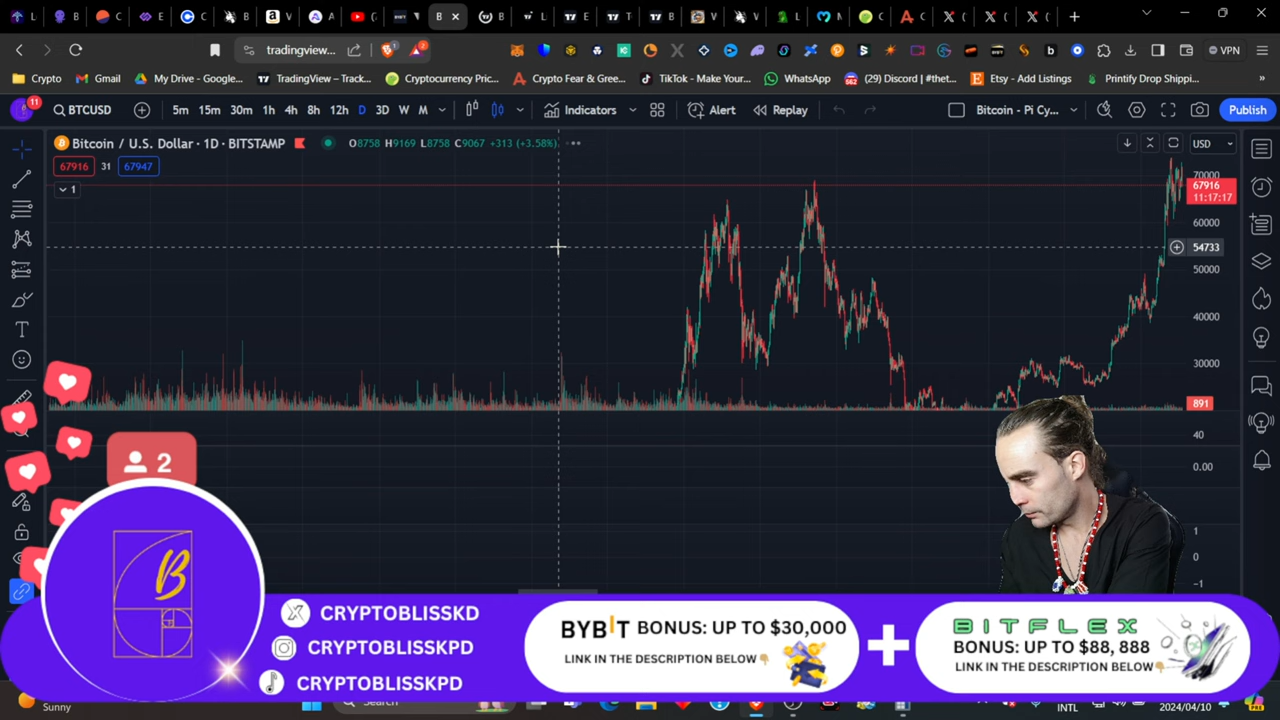 tradingview...
VPN
Crypto
Gmail
My Drive - Google...
TradingView – Track...
Cryptocurrency Pric...
Crypto Fear & Gree...
TikTok - Make Your...
WhatsApp
(29) Discord | #thet...
Etsy - Add Listings
Printify Drop Shippi...
11
BTCUSD
5m 15m 30m 1h 4h 8h 12h D 3D W M
Indicators
Alert
Replay
Bitcoin - Pi Cy...
Publish
Bitcoin / U.S. Dollar · 1D · BITSTAMP
O8758 H9169 L8758 C9067 +313 (+3.58%)
USD
67916 31 67947
1
70000
67916
11:17:17
60000
54733
50000
40000
30000
891
40
0.00
1
0
−1
2
B
CRYPTOBLISSKD
CRYPTOBLISSKPD
CRYPTOBLISSKPD
BYBIT BONUS: UP TO $30,000
LINK IN THE DESCRIPTION BELOW
+
BITFLEX
BONUS: UP TO $88, 888
LINK IN THE DESCRIPTION BELOW
Sunny
Search
INTL
2024/04/10